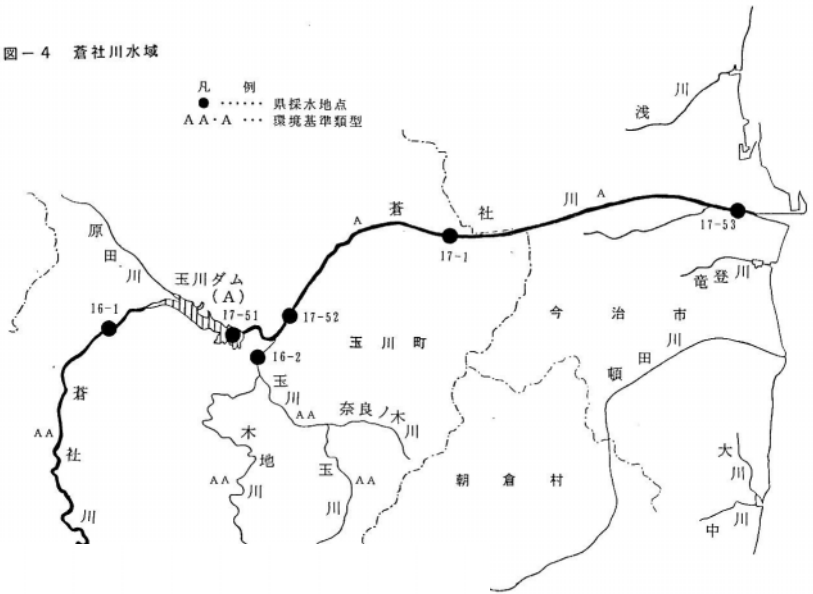 図－4 蒼社川水域
凡 例
● ・・・・・・ 県採水地点
AA・A ・・・ 環境基準類型
浅川
蒼社川
A
A
17-53
17-1
原田川
玉川ダム
(A)
16-1
17-51
17-52
16-2
竜登川
今治市
玉川町
頓田川
蒼社川
AA
玉川
AA
奈良ノ木川
木地川
AA
玉川
AA
朝倉村
大川
中川